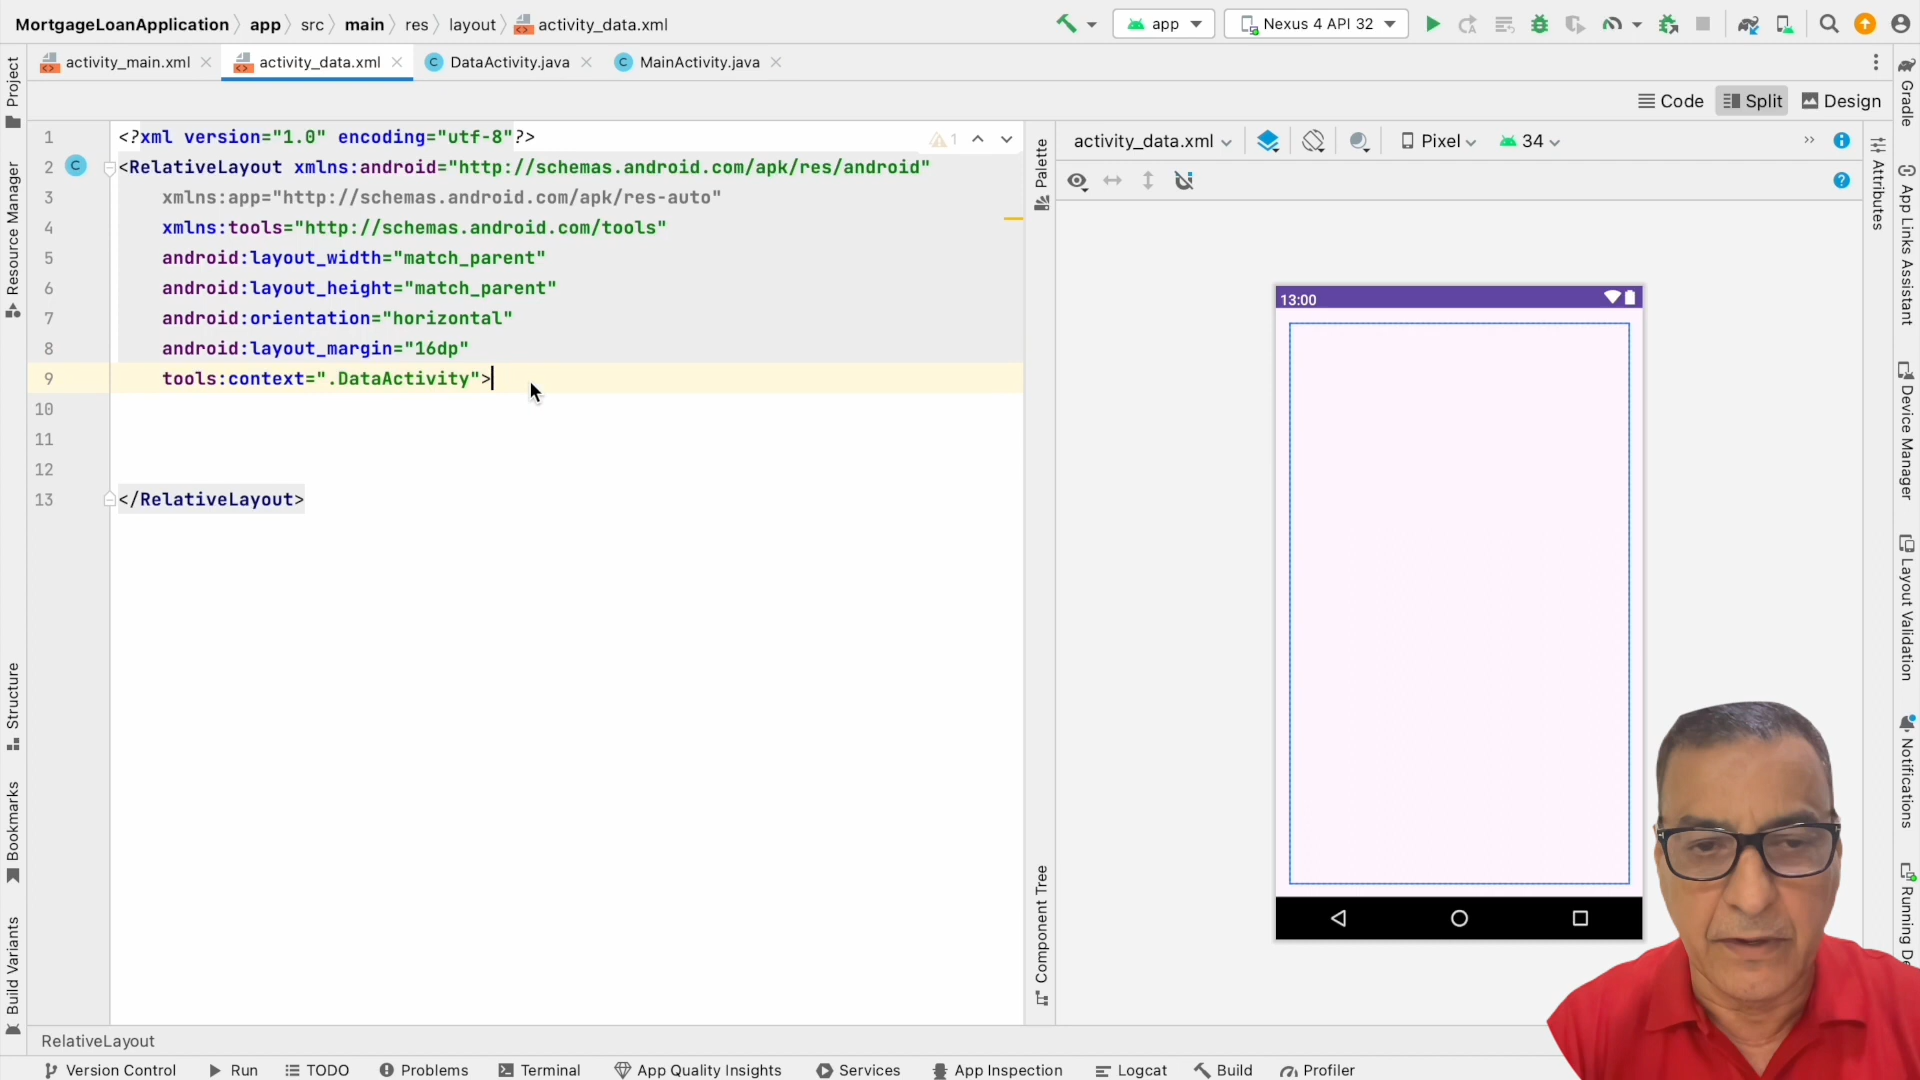 MortgageLoanApplication app src main res layout activity_data.xml
app Nexus 4 API 32
activity_main.xml activity_data.xml DataActivity.java MainActivity.java
Code Split Design
1 <?xml version="1.0" encoding="utf-8"?>
2 <RelativeLayout xmlns:android="http://schemas.android.com/apk/res/android"
3 xmlns:app="http://schemas.android.com/apk/res-auto"
4 xmlns:tools="http://schemas.android.com/tools"
5 android:layout_width="match_parent"
6 android:layout_height="match_parent"
7 android:orientation="horizontal"
8 android:layout_margin="16dp"
9 tools:context=".DataActivity">
10
11
12
13 </RelativeLayout>
1
activity_data.xml Pixel 34
13:00
Project
Resource Manager
Structure
Bookmarks
Build Variants
Palette
Component Tree
Attributes
Gradle
App Links Assistant
Device Manager
Layout Validation
Notifications
Running De
RelativeLayout
Version Control Run TODO Problems Terminal App Quality Insights Services App Inspection Logcat Build Profiler